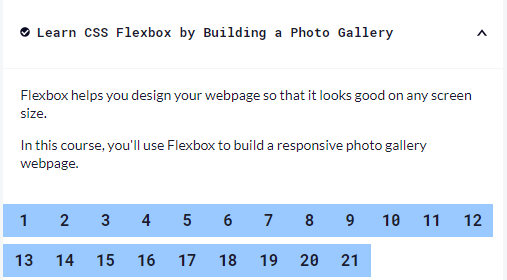 Learn CSS Flexbox by Building a Photo Gallery
Flexbox helps you design your webpage so that it looks good on any screen
size.
In this course, you'll use Flexbox to build a responsive photo gallery
webpage.
1 2 3 4 5 6 7 8 9 10 11 12
13 14 15 16 17 18 19 20 21